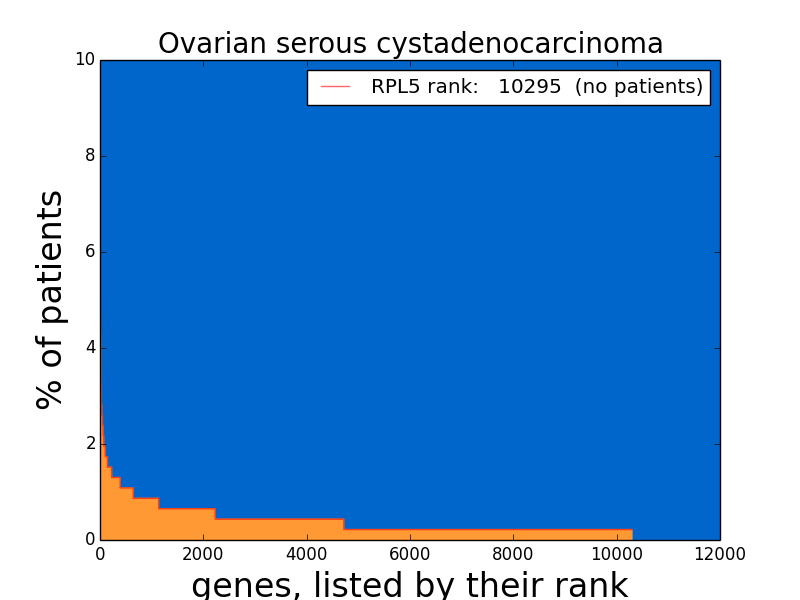 Ovarian serous cystadenocarcinoma
10
RPL5 rank: 10295 (no patients)
8
6
4
2
0
% of patients
0 2000 4000 6000 8000 10000 12000
genes, listed by their rank